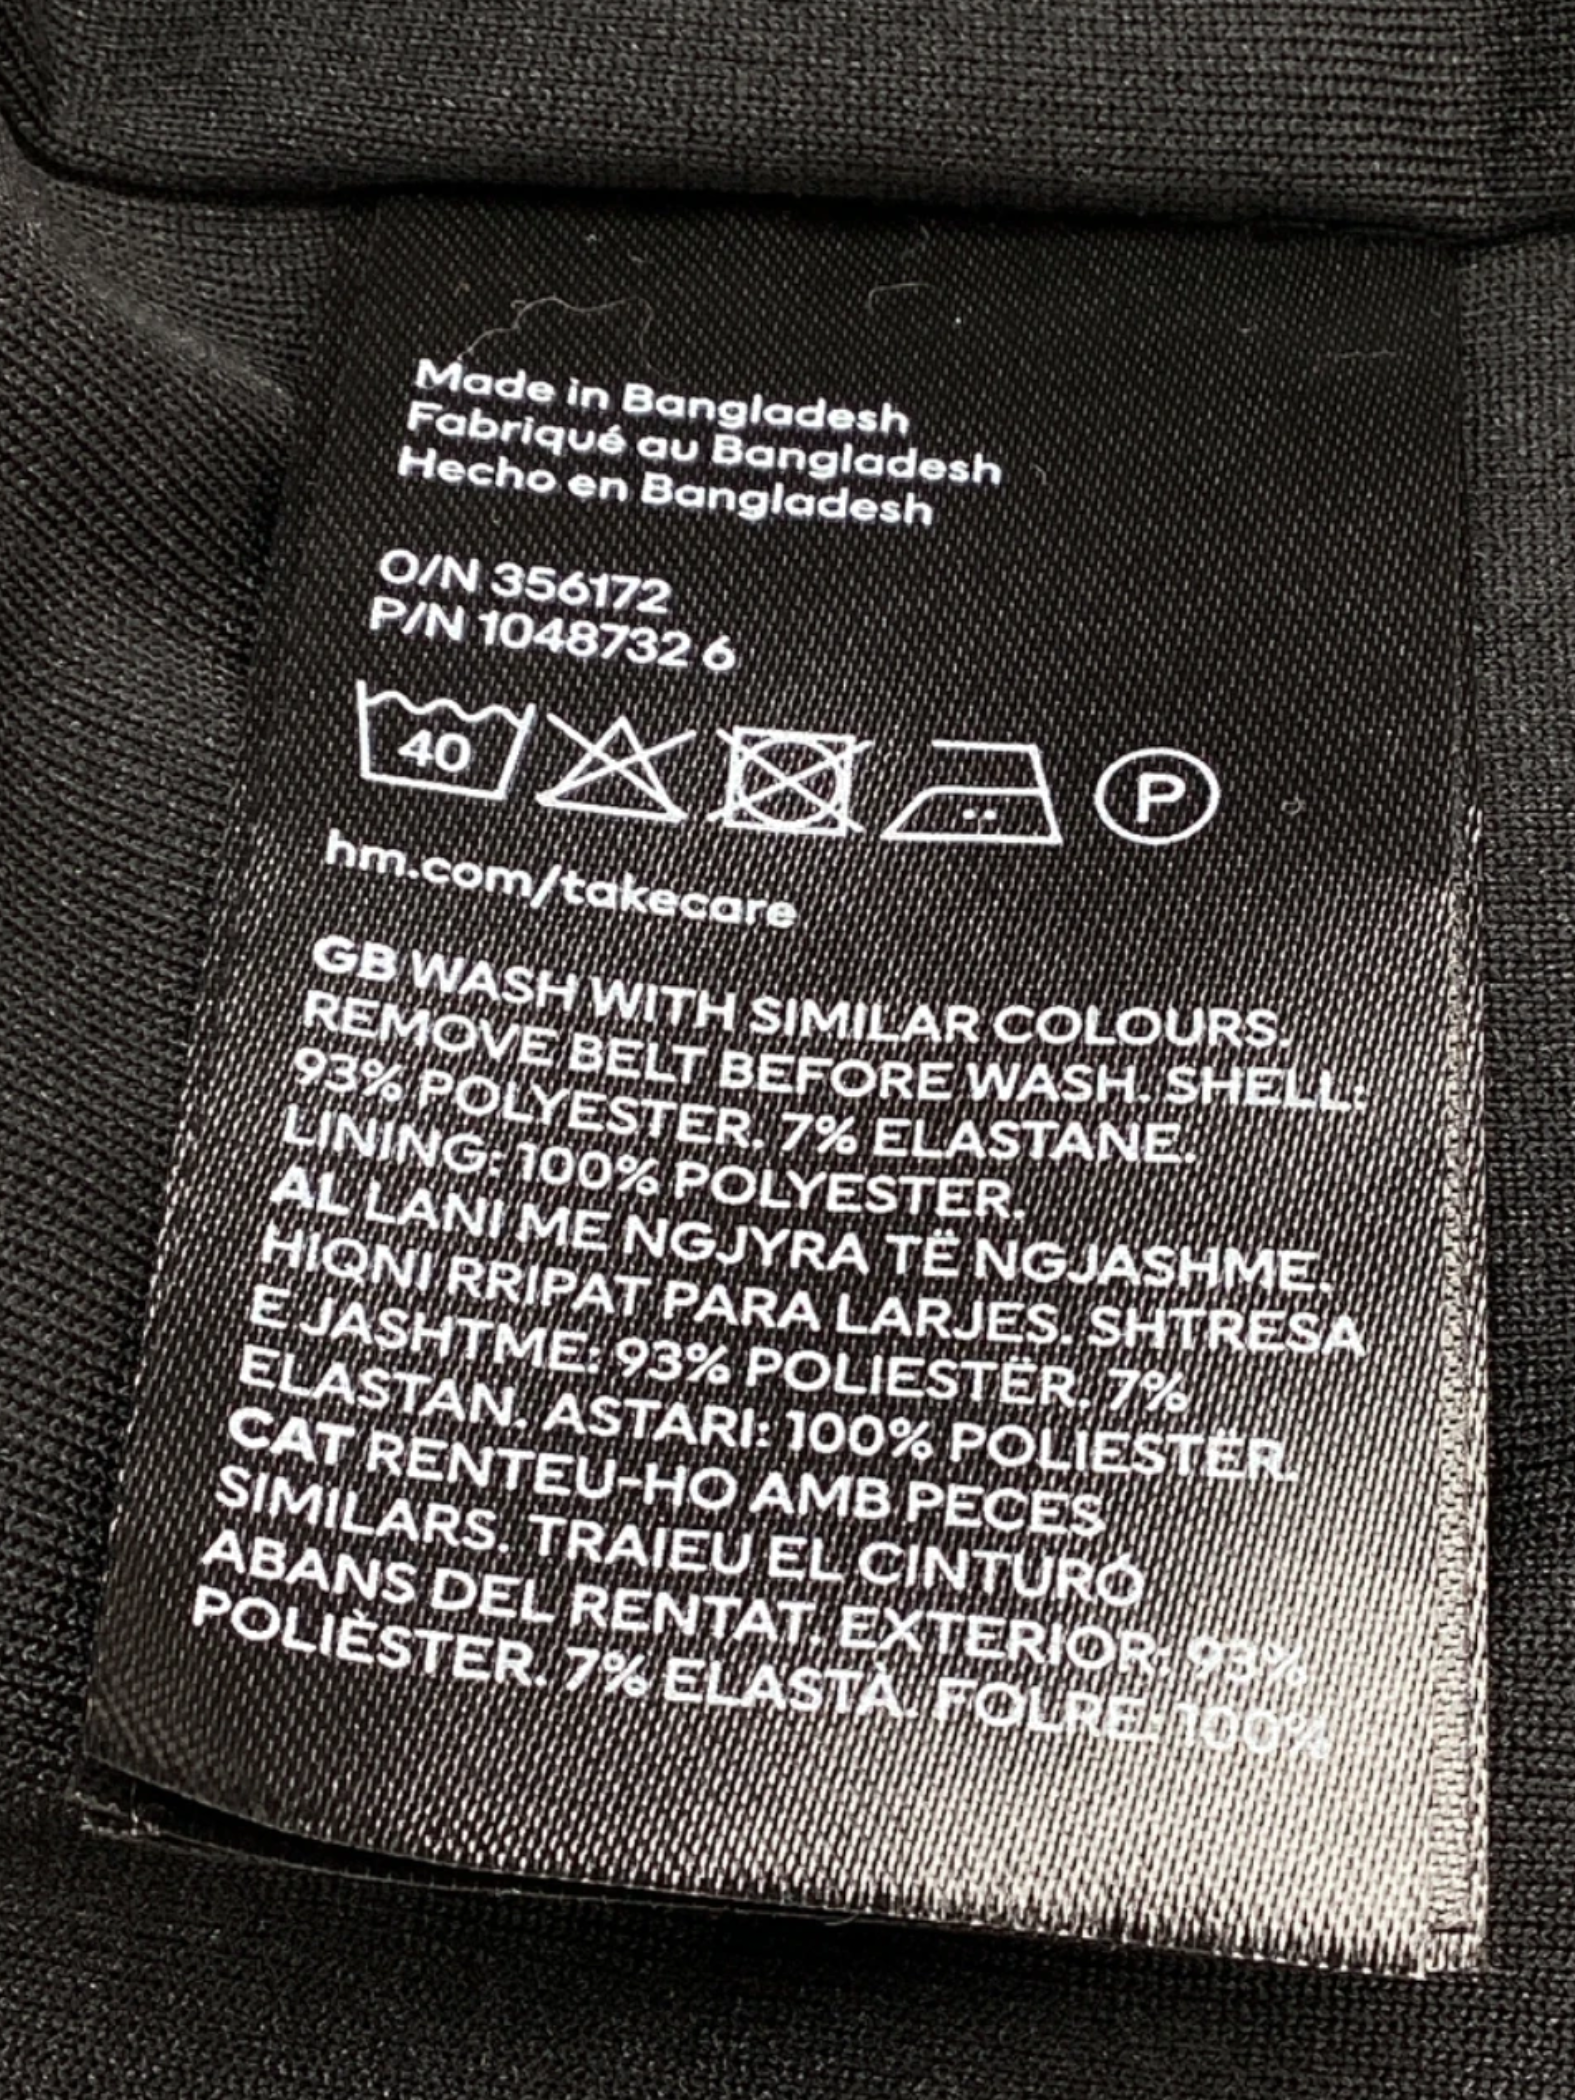 Made in Bangladesh
Fabriqué au Bangladesh
Hecho en Bangladesh
O/N 356172
P/N 1048732 6
40
P
hm.com/takecare
GB WASH WITH SIMILAR COLOURS.
REMOVE BELT BEFORE WASH. SHELL:
93% POLYESTER. 7% ELASTANE.
LINING: 100% POLYESTER.
AL LANI ME NGJYRA TË NGJASHME.
HIQNI RRIPAT PARA LARJES. SHTRESA
E JASHTME: 93% POLIESTËR. 7%
ELASTAN. ASTARI: 100% POLIESTËR.
CAT RENTEU-HO AMB PECES
SIMILARS. TRAIEU EL CINTURÓ
ABANS DEL RENTAT. EXTERIOR: 93%
POLIÈSTER. 7% ELASTÀ. FOLRE: 100%